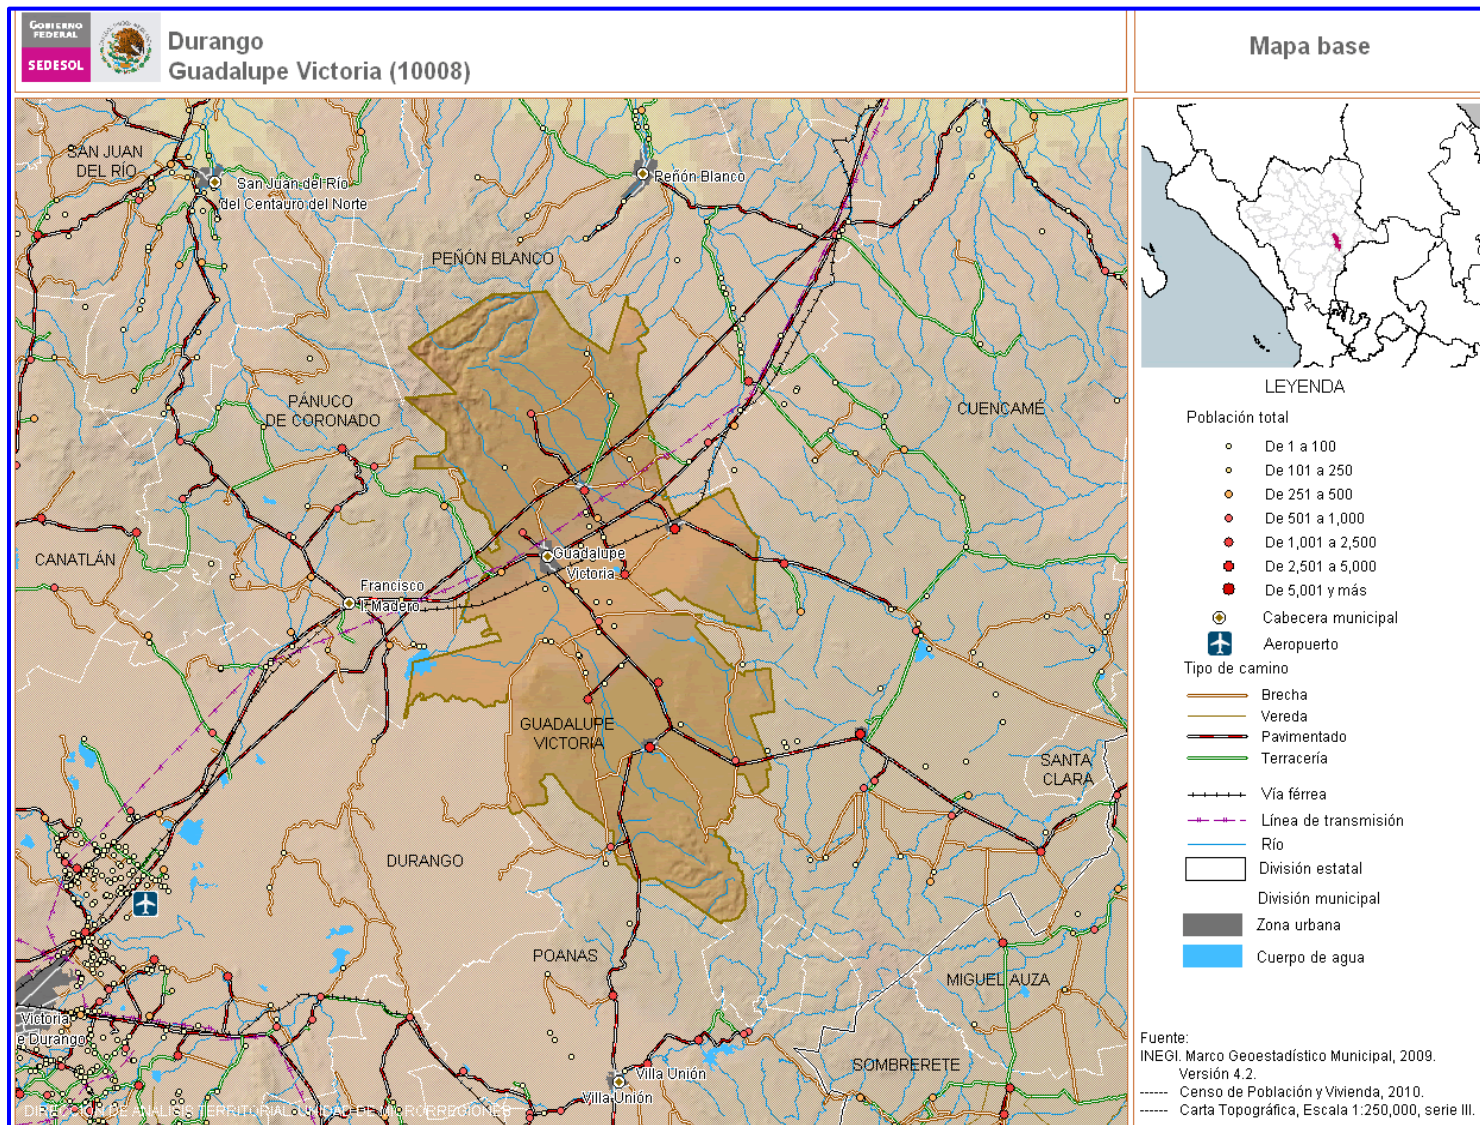 GOBIERNO
FEDERAL
SEDESOL
Durango
Guadalupe Victoria (10008)
Mapa base
SAN JUAN
DEL RÍO
San Juan del Río
del Centauro del Norte
Peñón Blanco
PEÑÓN BLANCO
PÁNUCO
DE CORONADO
CUENCAMÉ
CANATLÁN
Francisco
I. Madero
Guadalupe
Victoria
GUADALUPE
VICTORIA
SANTA
CLARA
DURANGO
POANAS
MIGUEL AUZA
SOMBRERETE
Victoria
e Durango
Villa Unión
Villa Unión
DIRECCIÓN DE ANÁLISIS TERRITORIAL. UNIDAD DE MICRORREGIONES
LEYENDA
Población total
De 1 a 100
De 101 a 250
De 251 a 500
De 501 a 1,000
De 1,001 a 2,500
De 2,501 a 5,000
De 5,001 y más
Cabecera municipal
Aeropuerto
Tipo de camino
Brecha
Vereda
Pavimentado
Terracería
Vía férrea
Línea de transmisión
Río
División estatal
División municipal
Zona urbana
Cuerpo de agua
Fuente:
INEGI. Marco Geoestadístico Municipal, 2009.
Versión 4.2.
------ Censo de Población y Vivienda, 2010.
------ Carta Topográfica, Escala 1:250,000, serie III.